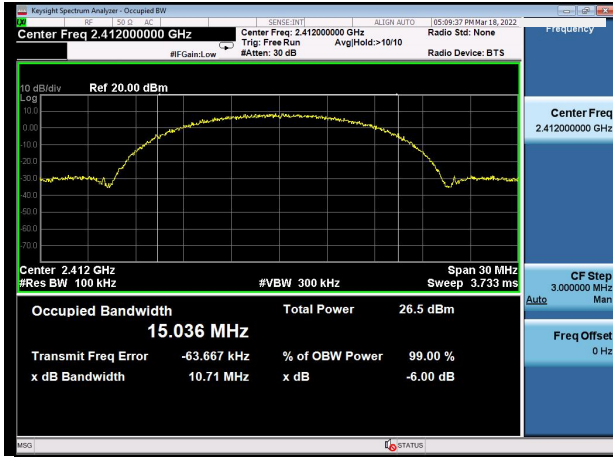 Keysight Spectrum Analyzer - Occupied BW
RF 50 Ω AC SENSE:INT ALIGN AUTO 05:09:37 PM Mar 18, 2022
Center Freq 2.412000000 GHz
Center Freq: 2.412000000 GHz
Radio Std: None
Trig: Free Run Avg|Hold:>10/10
#IFGain:Low
#Atten: 30 dB
Radio Device: BTS
Frequency
10 dB/div Ref 20.00 dBm
Log
10.0
0.00
-10.0
-20.0
-30.0
-40.0
-50.0
-60.0
-70.0
Center Freq
2.412000000 GHz
Center 2.412 GHz
Span 30 MHz
#Res BW 100 kHz
#VBW 300 kHz
Sweep 3.733 ms
CF Step
3.000000 MHz
Auto Man
Occupied Bandwidth
15.036 MHz
Total Power 26.5 dBm
Transmit Freq Error -63.667 kHz
% of OBW Power 99.00 %
x dB Bandwidth 10.71 MHz
x dB -6.00 dB
Freq Offset
0 Hz
MSG
STATUS